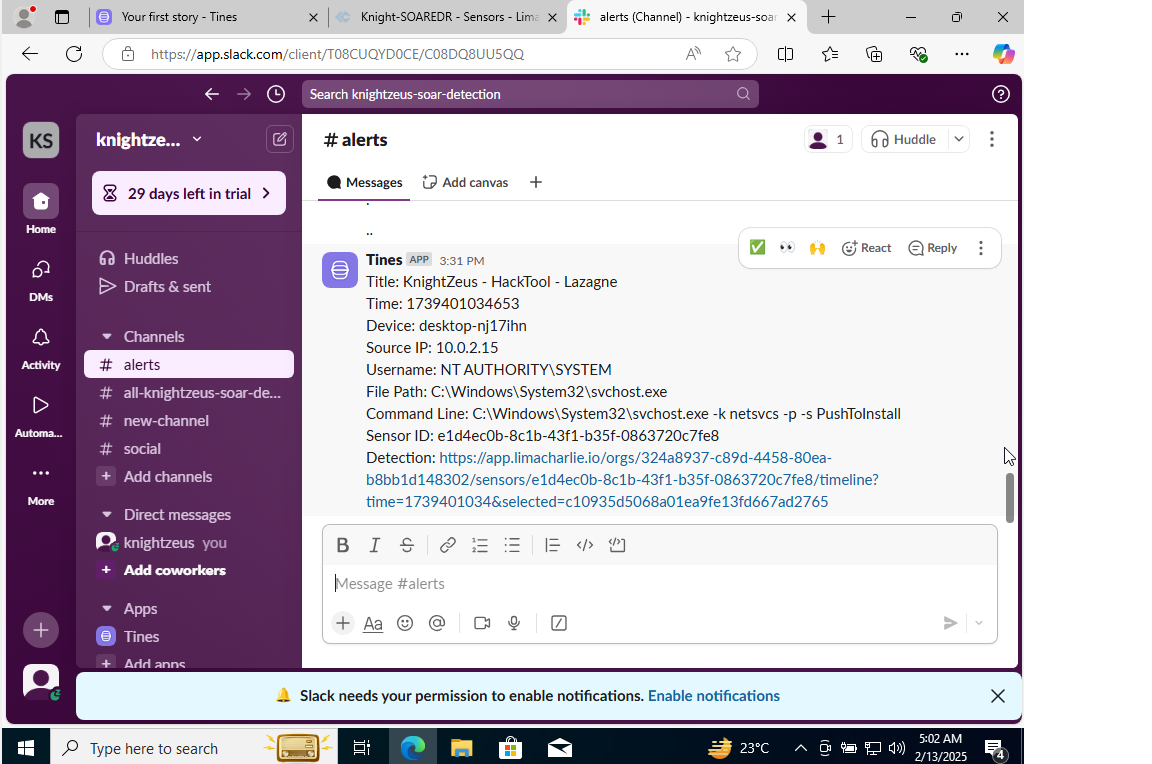 Your first story - Tines
Knight-SOAREDR - Sensors - Lima
alerts (Channel) - knightzeus-soar
https://app.slack.com/client/T08CUQYD0CE/C08DQ8UU5QQ
Search knightzeus-soar-detection
KS
Home
DMs
Activity
Automa...
More
knightze...
29 days left in trial
Huddles
Drafts & sent
Channels
# alerts
# all-knightzeus-soar-de...
# new-channel
# social
+ Add channels
Direct messages
knightzeus you
+ Add coworkers
Apps
Tines
+ Add apps
# alerts
1
Huddle
Messages
Add canvas
..
React
Reply
Tines APP 3:31 PM
Title: KnightZeus - HackTool - Lazagne
Time: 1739401034653
Device: desktop-nj17ihn
Source IP: 10.0.2.15
Username: NT AUTHORITY\SYSTEM
File Path: C:\Windows\System32\svchost.exe
Command Line: C:\Windows\System32\svchost.exe -k netsvcs -p -s PushToInstall
Sensor ID: e1d4ec0b-8c1b-43f1-b35f-0863720c7fe8
Detection: https://app.limacharlie.io/orgs/324a8937-c89d-4458-80ea-
b8bb1d148302/sensors/e1d4ec0b-8c1b-43f1-b35f-0863720c7fe8/timeline?
time=1739401034&selected=c10935d5068a01ea9fe13fd667ad2765
B I S
Message #alerts
Aa
Slack needs your permission to enable notifications. Enable notifications
Type here to search
23°C
5:02 AM
2/13/2025
4